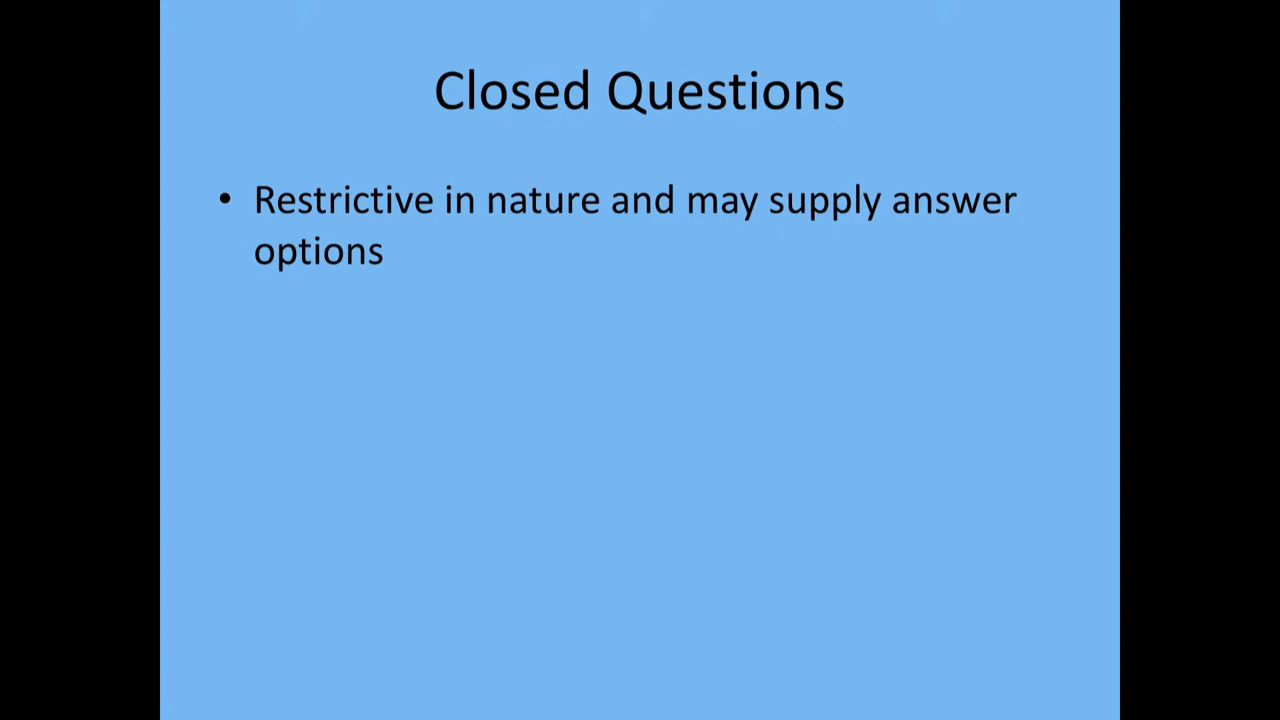 Closed Questions
• Restrictive in nature and may supply answer
options